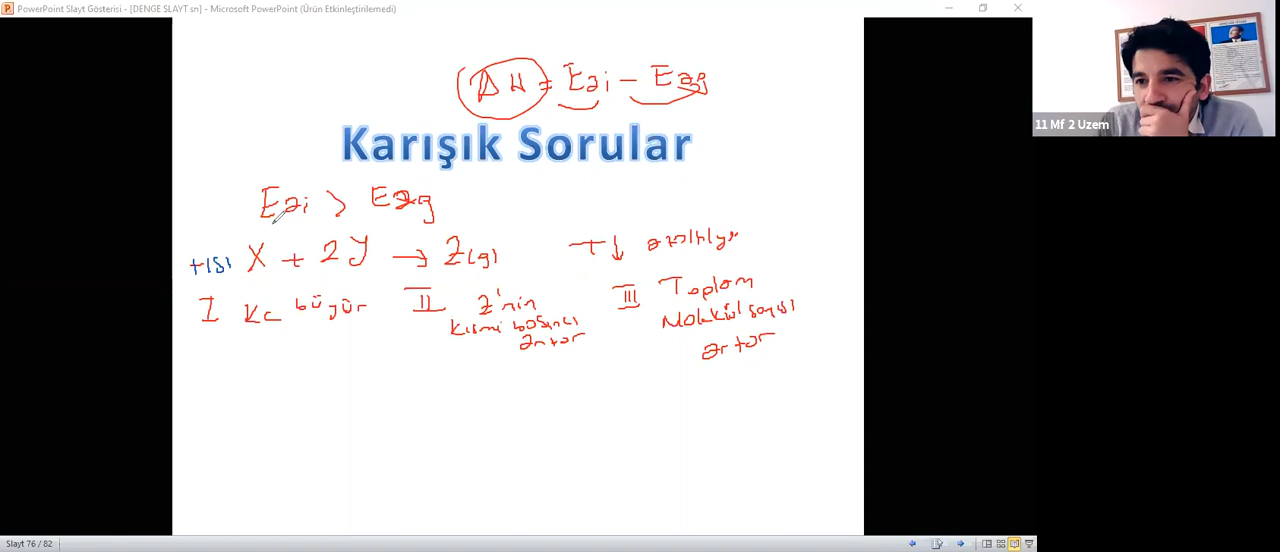 PowerPoint Slayt Gösterisi - [DENGE SLAYT sn] - Microsoft PowerPoint (Ürün Etkinleştirilemedi)
ΔH = Eai - Eag
Karışık Sorular
Eai > Eag
+ISI X + 2Y → Z(g) T↓ azaltılıyor
I Kc büyür II Z'nin kısmi basıncı artar III Toplam Molekül sayısı artar
11 Mf 2 Uzem
Slayt 76 / 82